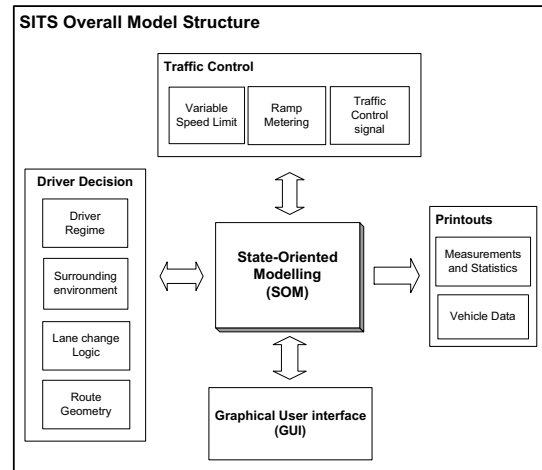 SITS Overall Model Structure
Traffic Control
Variable
Speed Limit
Ramp
Metering
Traffic
Control
signal
Driver Decision
Driver
Regime
Surrounding
environment
Lane change
Logic
Route
Geometry
State-Oriented
Modelling
(SOM)
Printouts
Measurements
and Statistics
Vehicle Data
Graphical User interface
(GUI)